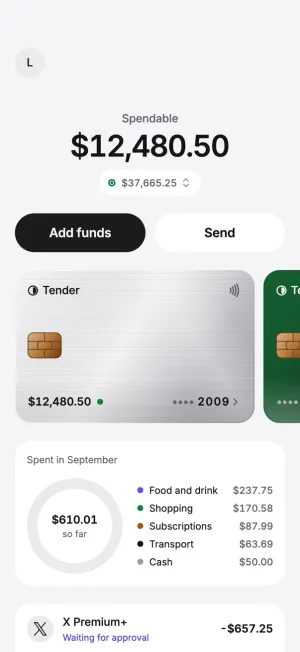 L
Spendable
$12,480.50
$37,665.25
Add funds
Send
Tender
Te
$12,480.50
•••• 2009
••••
Spent in September
$610.01
so far
Food and drink $237.75
Shopping $170.58
Subscriptions $87.99
Transport $63.69
Cash $50.00
X Premium+
-$657.25
Waiting for approval